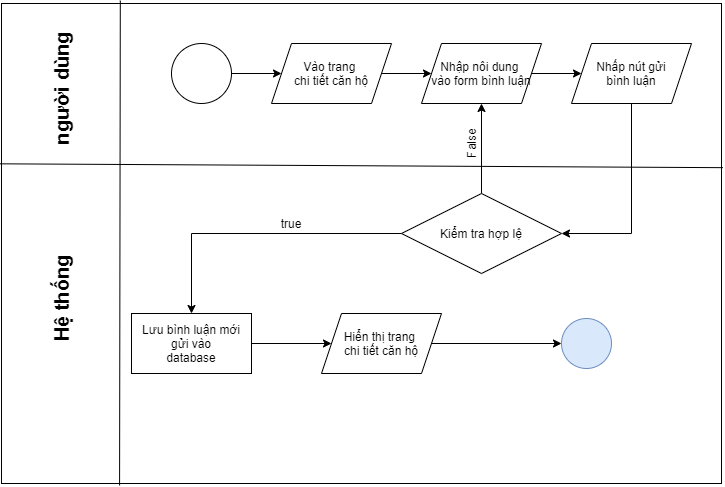 người dùng
Vào trang
chi tiết căn hộ
Nhập nôi dung
vào form bình luận
Nhấp nút gửi
bình luận
False
Hệ thống
Kiểm tra hợp lệ
true
Lưu bình luận mới
gửi vào
database
Hiển thị trang
chi tiết căn hộ